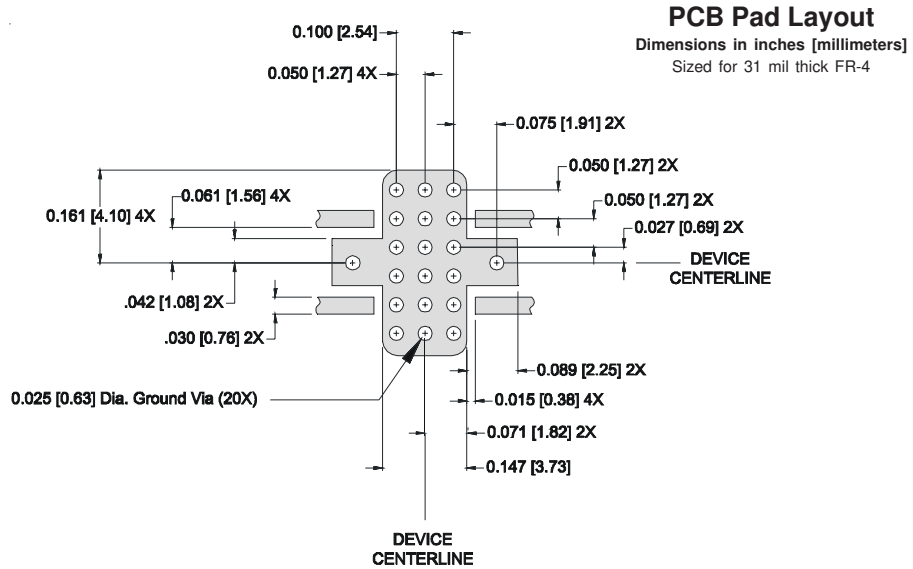 PCB Pad Layout
Dimensions in inches [millimeters]
Sized for 31 mil thick FR-4
0.100 [2.54]
0.050 [1.27] 4X
0.075 [1.91] 2X
0.050 [1.27] 2X
0.061 [1.56] 4X
0.050 [1.27] 2X
0.161 [4.10] 4X
0.027 [0.69] 2X
DEVICE
CENTERLINE
.042 [1.08] 2X
.030 [0.76] 2X
0.089 [2.25] 2X
0.025 [0.63] Dia. Ground Via (20X)
0.015 [0.38] 4X
0.071 [1.82] 2X
0.147 [3.73]
DEVICE
CENTERLINE